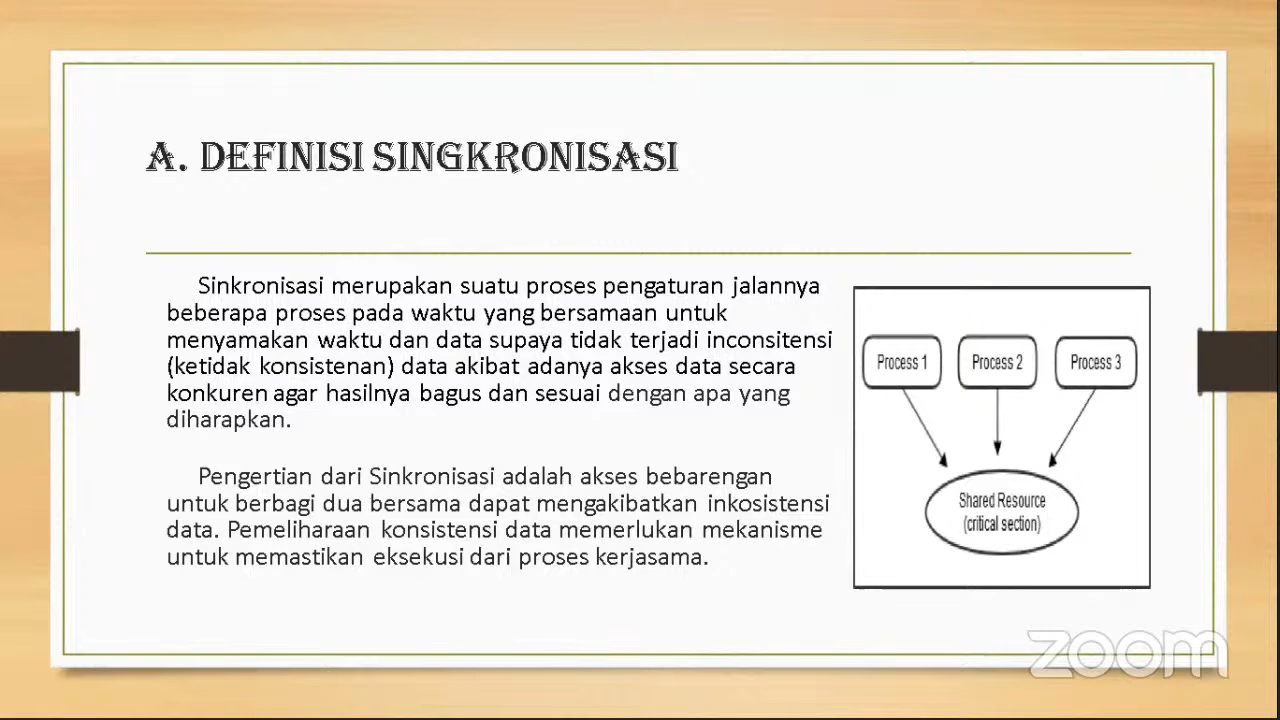 A. DEFINISI SINGKRONISASI
Sinkronisasi merupakan suatu proses pengaturan jalannya
beberapa proses pada waktu yang bersamaan untuk
menyamakan waktu dan data supaya tidak terjadi inconsitensi
(ketidak konsistenan) data akibat adanya akses data secara
konkuren agar hasilnya bagus dan sesuai dengan apa yang
diharapkan.
Pengertian dari Sinkronisasi adalah akses bebarengan
untuk berbagi dua bersama dapat mengakibatkan inkosistensi
data. Pemeliharaan konsistensi data memerlukan mekanisme
untuk memastikan eksekusi dari proses kerjasama.
Process 1
Process 2
Process 3
Shared Resource
(critical section)
zoom